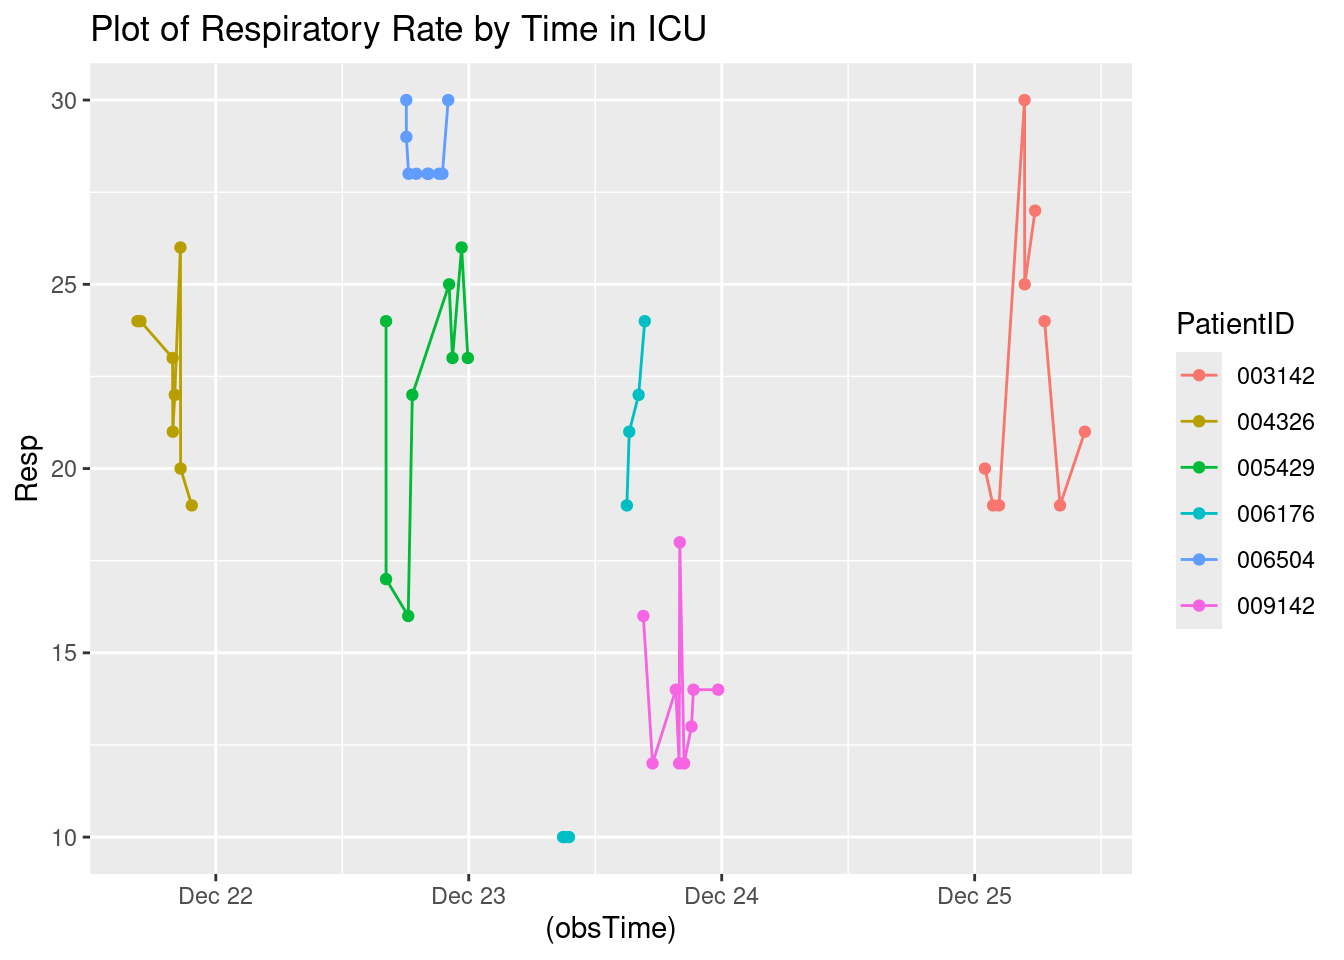 Plot of Respiratory Rate by Time in ICU
30
25
20
15
10
Resp
Dec 22
Dec 23
Dec 24
Dec 25
(obsTime)
PatientID
003142
004326
005429
006176
006504
009142